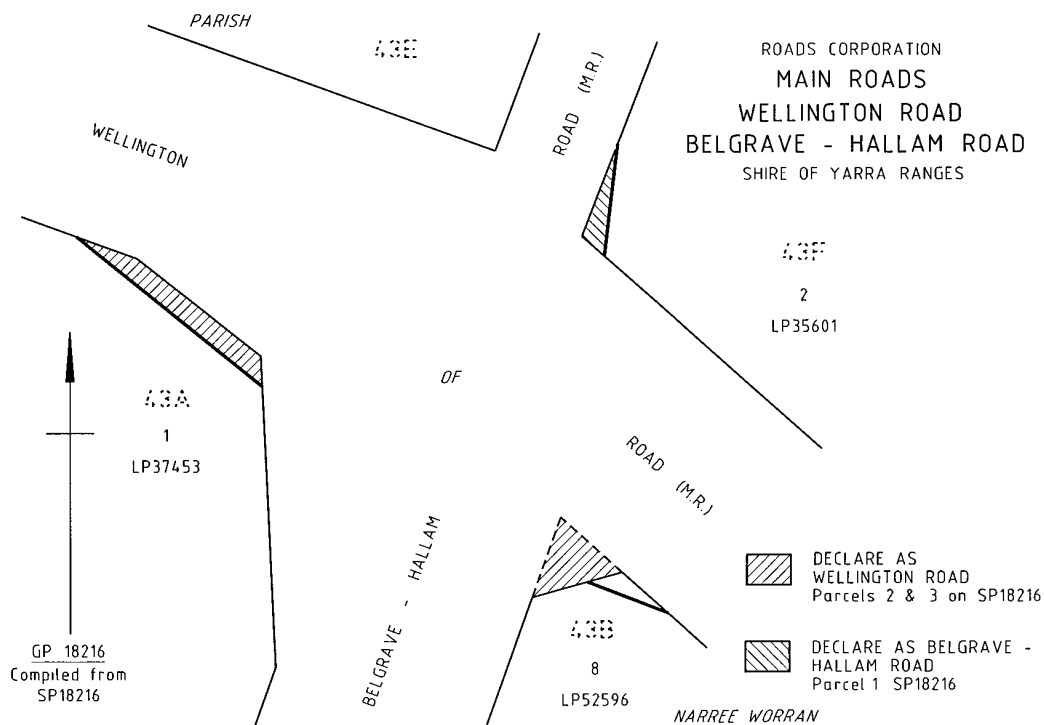 PARISH
43E
ROADS CORPORATION
MAIN ROADS
WELLINGTON ROAD
BELGRAVE - HALLAM ROAD
SHIRE OF YARRA RANGES
WELLINGTON
ROAD (M.R.)
43F
2
LP35601
OF
43A
1
LP37453
ROAD (M.R.)
BELGRAVE - HALLAM
DECLARE AS
WELLINGTON ROAD
Parcels 2 & 3 on SP18216
43B
8
LP52596
DECLARE AS BELGRAVE -
HALLAM ROAD
Parcel 1 SP18216
GP 18216
Compiled from
SP18216
NARREE WORRAN